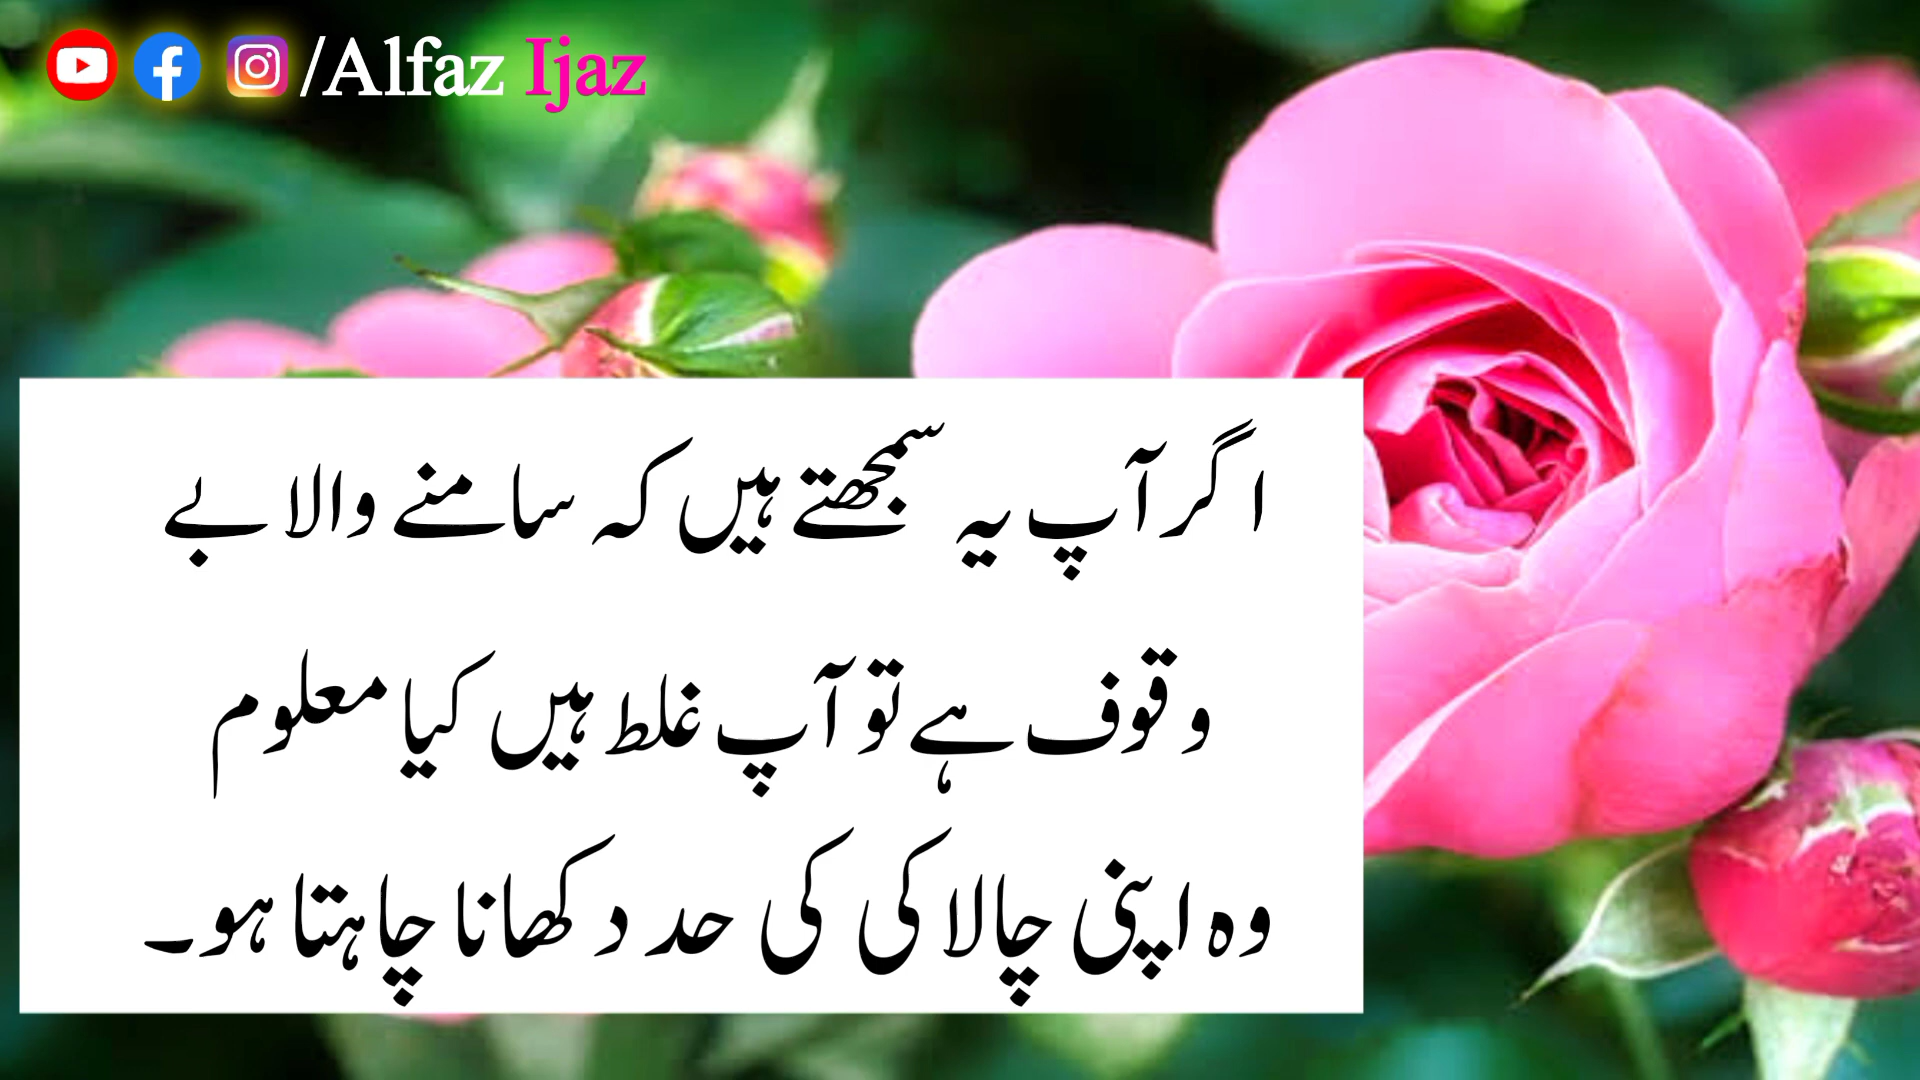 /Alfaz Ijaz
اگر آپ یہ سمجھتے ہیں کہ سامنے والا بے
وقوف ہے تو آپ غلط ہیں کیا معلوم
وہ اپنی چالاکی کی حد دکھانا چاہتا ہو۔